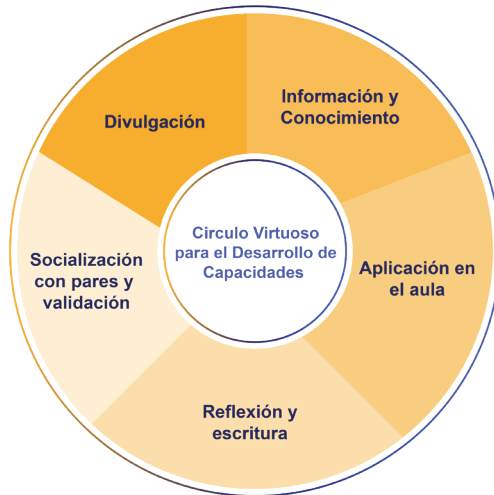 Divulgación
Información y
Conocimiento
Circulo Virtuoso
para el Desarrollo de
Capacidades
Socialización
con pares y
validación
Aplicación en
el aula
Reflexión y
escritura